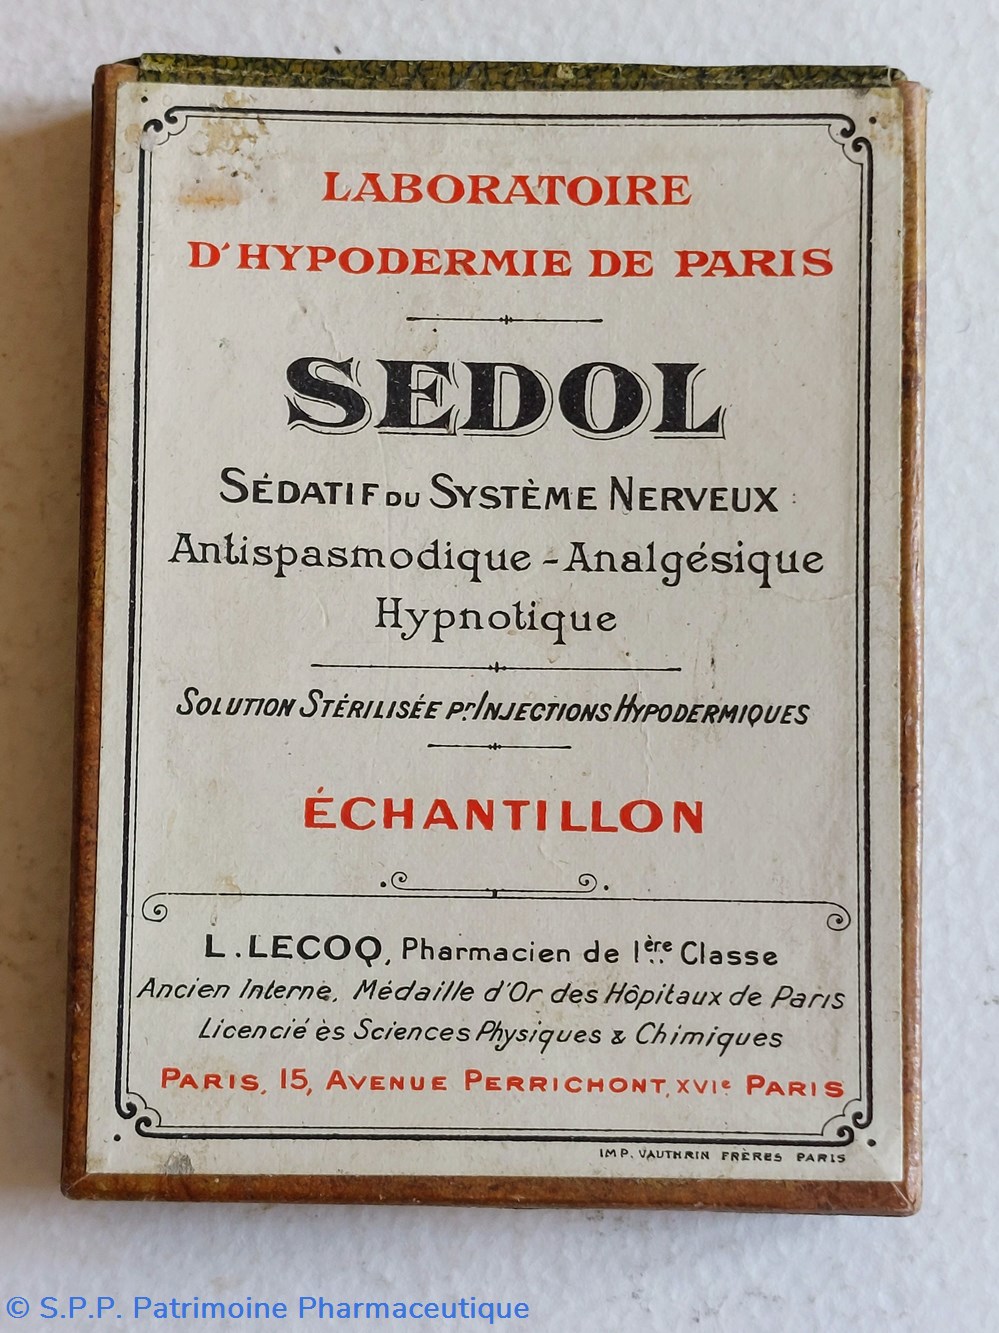 LABORATOIRE
D'HYPODERMIE DE PARIS
SEDOL
SÉDATIF DU SYSTÈME NERVEUX
Antispasmodique - Analgésique
Hypnotique
SOLUTION STÉRILISÉE Pr. INJECTIONS HYPODERMIQUES
ÉCHANTILLON
L. LECOQ, Pharmacien de 1ère Classe
Ancien Interne, Médaille d'Or des Hôpitaux de Paris
Licencié ès Sciences Physiques & Chimiques
PARIS, 15, AVENUE PERRICHONT, XVIe PARIS
IMP. VAUTHRIN FRÈRES PARIS
© S.P.P. Patrimoine Pharmaceutique